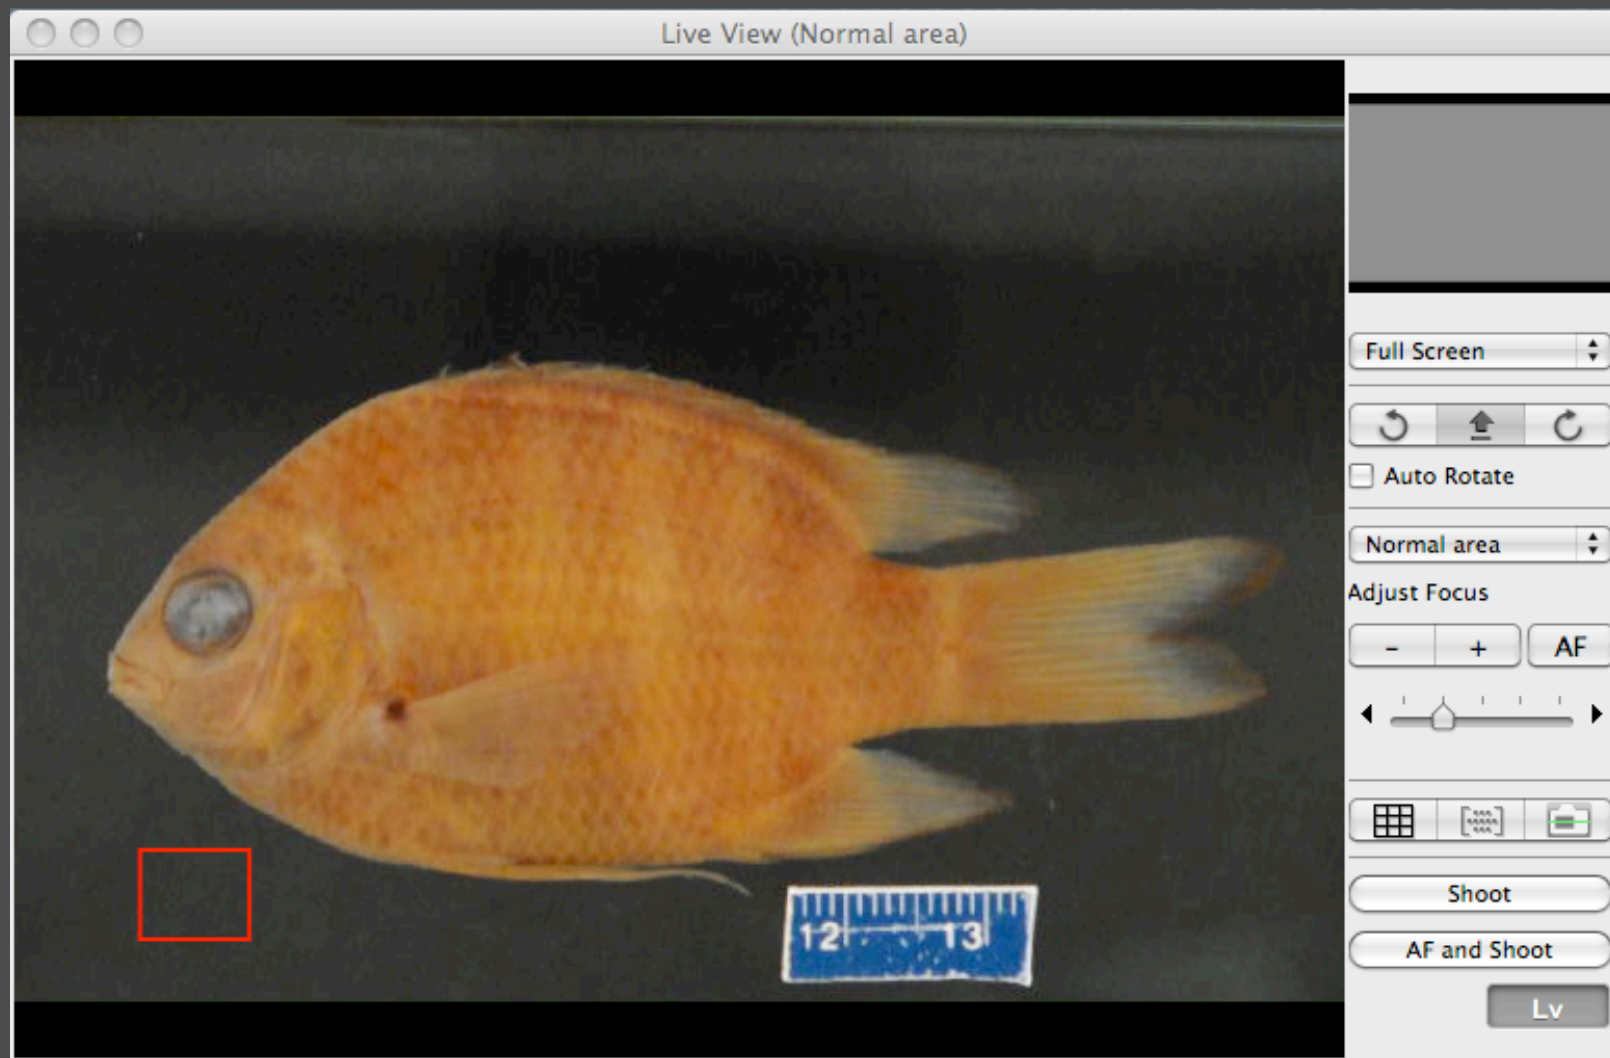 Live View (Normal area)
Full Screen
Auto Rotate
Normal area
Adjust Focus
- + AF
12 13
Shoot
AF and Shoot
Lv